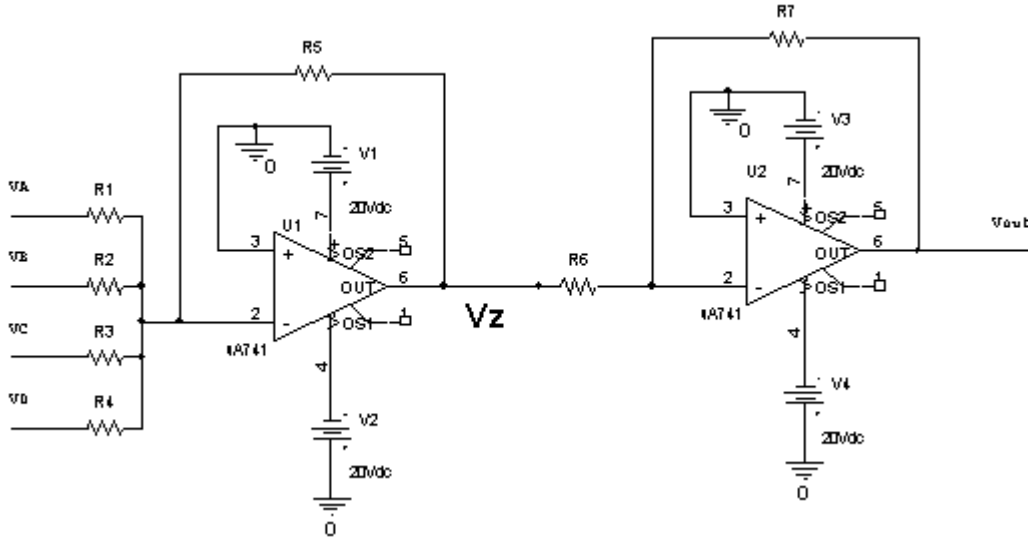 R5
R7
V1
20Vdc
V3
20Vdc
U1
U2
VA
R1
VB
R2
VC
R3
VD
R4
3
+
2
-
7
+
OS2
5
OUT
6
OS1
1
4
uA741
0
V2
20Vdc
0
Vz
R6
3
+
2
-
7
+
OS2
5
OUT
6
OS1
1
4
uA741
0
V4
20Vdc
0
Vout